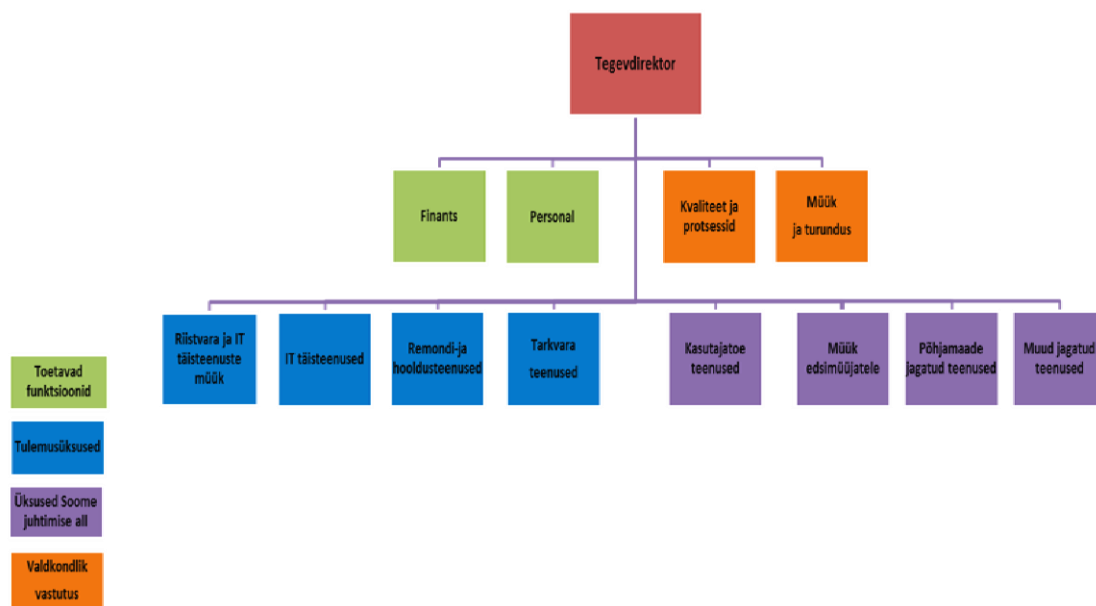 Tegevdirektor
Finants
Personal
Kvaliteet ja
protsessid
Müük
ja turundus
Riistvara ja IT
täisteenuste
müük
IT täisteenused
Remondi-ja
hooldusteenused
Tarkvara
teenused
Kasutajatoe
teenused
Müük
edsimüüjatele
Põhjamaade
jagatud teenused
Muud jagatud
teenused
Toetavad
funktsioonid
Tulemusüksused
Üksused Soome
juhtimise all
Valdkondlik
vastutus